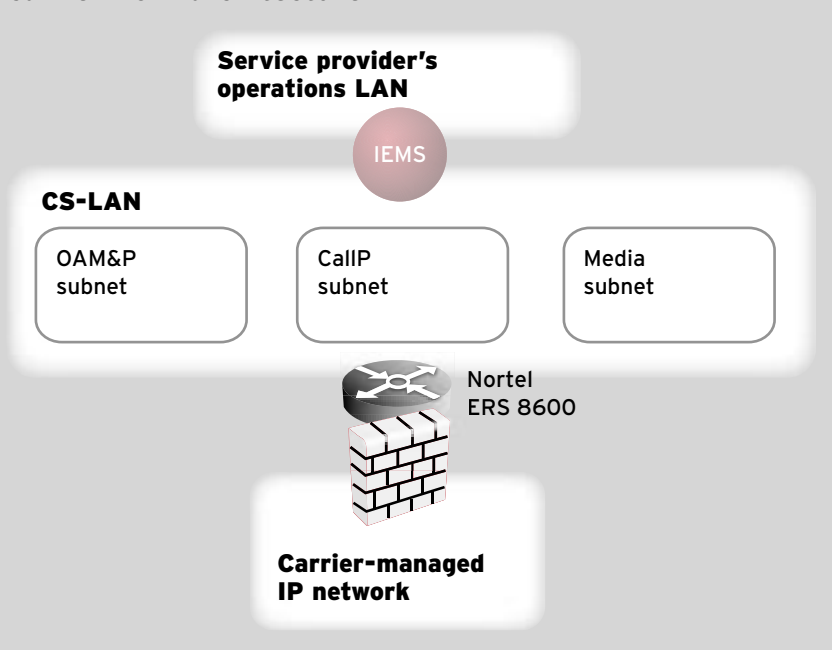 Service provider's
operations LAN
IEMS
CS-LAN
OAM&P
subnet
CallP
subnet
Media
subnet
Nortel
ERS 8600
Carrier-managed
IP network